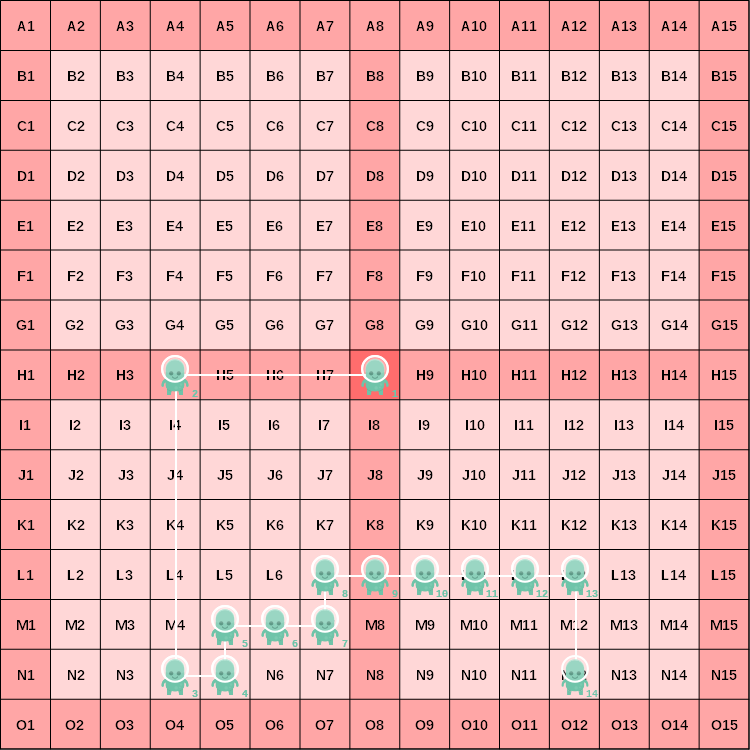 A1 A2 A3 A4 A5 A6 A7 A8 A9 A10 A11 A12 A13 A14 A15
B1 B2 B3 B4 B5 B6 B7 B8 B9 B10 B11 B12 B13 B14 B15
C1 C2 C3 C4 C5 C6 C7 C8 C9 C10 C11 C12 C13 C14 C15
D1 D2 D3 D4 D5 D6 D7 D8 D9 D10 D11 D12 D13 D14 D15
E1 E2 E3 E4 E5 E6 E7 E8 E9 E10 E11 E12 E13 E14 E15
F1 F2 F3 F4 F5 F6 F7 F8 F9 F10 F11 F12 F13 F14 F15
G1 G2 G3 G4 G5 G6 G7 G8 G9 G10 G11 G12 G13 G14 G15
H1 H2 H3 2 H5 H6 H7 1 H9 H10 H11 H12 H13 H14 H15
I1 I2 I3 I4 I5 I6 I7 I8 I9 I10 I11 I12 I13 I14 I15
J1 J2 J3 J4 J5 J6 J7 J8 J9 J10 J11 J12 J13 J14 J15
K1 K2 K3 K4 K5 K6 K7 K8 K9 K10 K11 K12 K13 K14 K15
L1 L2 L3 L4 L5 L6 8 9 10 11 12 13 L13 L14 L15
M1 M2 M3 M4 5 6 7 M8 M9 M10 M11 M12 M13 M14 M15
N1 N2 N3 3 4 N6 N7 N8 N9 N10 N11 14 N13 N14 N15
O1 O2 O3 O4 O5 O6 O7 O8 O9 O10 O11 O12 O13 O14 O15